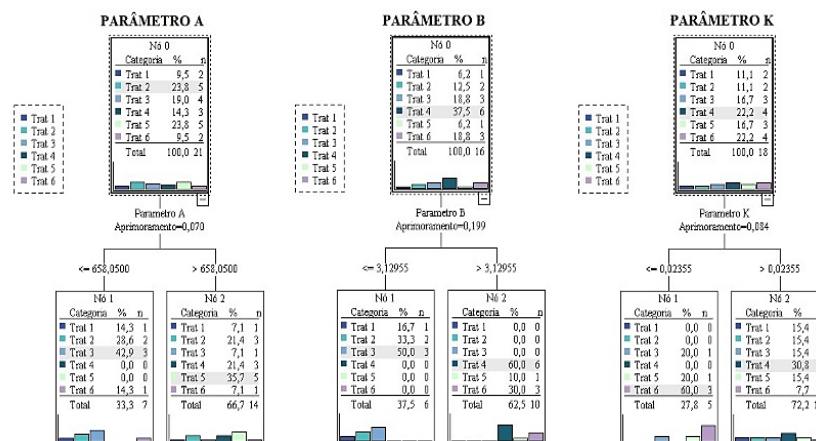 PARÂMETRO A
Nó 0
Categoria % n
Trat 1 9,5 2
Trat 2 23,8 5
Trat 3 19,0 4
Trat 4 14,3 3
Trat 5 23,8 5
Trat 6 9,5 2
Total 100,0 21
Trat 1
Trat 2
Trat 3
Trat 4
Trat 5
Trat 6
Parametro A
Aprimoramento=0,070
<= 658,0500
> 658,0500
Nó 1
Categoria % n
Trat 1 14,3 1
Trat 2 28,6 2
Trat 3 42,9 3
Trat 4 0,0 0
Trat 5 0,0 0
Trat 6 14,3 1
Total 33,3 7
Nó 2
Categoria % n
Trat 1 7,1 1
Trat 2 21,4 3
Trat 3 7,1 1
Trat 4 21,4 3
Trat 5 35,7 5
Trat 6 7,1 1
Total 66,7 14
PARÂMETRO B
Nó 0
Categoria % n
Trat 1 6,2 1
Trat 2 12,5 2
Trat 3 18,8 3
Trat 4 37,5 6
Trat 5 6,2 1
Trat 6 18,8 3
Total 100,0 16
Trat 1
Trat 2
Trat 3
Trat 4
Trat 5
Trat 6
Parametro B
Aprimoramento=0,199
<= 3,12955
> 3,12955
Nó 1
Categoria % n
Trat 1 16,7 1
Trat 2 33,3 2
Trat 3 50,0 3
Trat 4 0,0 0
Trat 5 0,0 0
Trat 6 0,0 0
Total 37,5 6
Nó 2
Categoria % n
Trat 1 0,0 0
Trat 2 0,0 0
Trat 3 0,0 0
Trat 4 60,0 6
Trat 5 10,0 1
Trat 6 30,0 3
Total 62,5 10
PARÂMETRO K
Nó 0
Categoria % n
Trat 1 11,1 2
Trat 2 11,1 2
Trat 3 16,7 3
Trat 4 22,2 4
Trat 5 16,7 3
Trat 6 22,2 4
Total 100,0 18
Trat 1
Trat 2
Trat 3
Trat 4
Trat 5
Trat 6
Parametro K
Aprimoramento=0,084
<= 0,02355
> 0,02355
Nó 1
Categoria % n
Trat 1 0,0 0
Trat 2 0,0 0
Trat 3 20,0 1
Trat 4 0,0 0
Trat 5 20,0 1
Trat 6 60,0 3
Total 27,8 5
Nó 2
Categoria %
Trat 1 15,4
Trat 2 15,4
Trat 3 15,4
Trat 4 30,8
Trat 5 15,4
Trat 6 7,7
Total 72,2